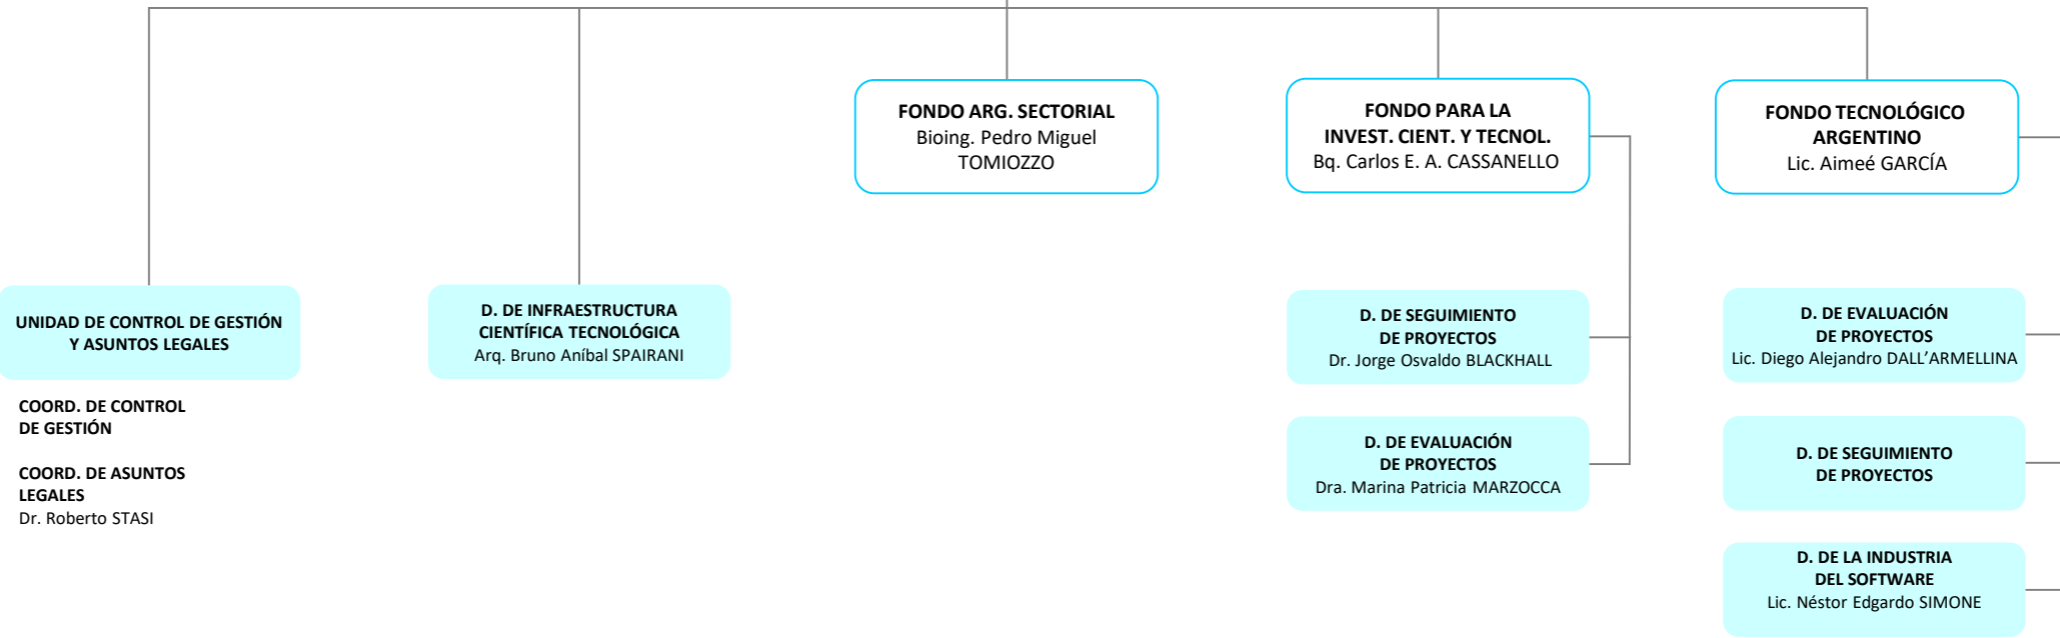 FONDO ARG. SECTORIAL
Bioing. Pedro Miguel
TOMIOZZO
FONDO PARA LA
INVEST. CIENT. Y TECNOL.
Bq. Carlos E. A. CASSANELLO
FONDO TECNOLÓGICO
ARGENTINO
Lic. Aimeé GARCÍA
UNIDAD DE CONTROL DE GESTIÓN
Y ASUNTOS LEGALES
COORD. DE CONTROL
DE GESTIÓN
COORD. DE ASUNTOS
LEGALES
Dr. Roberto STASI
D. DE INFRAESTRUCTURA
CIENTÍFICA TECNOLÓGICA
Arq. Bruno Aníbal SPAIRANI
D. DE SEGUIMIENTO
DE PROYECTOS
Dr. Jorge Osvaldo BLACKHALL
D. DE EVALUACIÓN
DE PROYECTOS
Dra. Marina Patricia MARZOCCA
D. DE EVALUACIÓN
DE PROYECTOS
Lic. Diego Alejandro DALL’ARMELLINA
D. DE SEGUIMIENTO
DE PROYECTOS
D. DE LA INDUSTRIA
DEL SOFTWARE
Lic. Néstor Edgardo SIMONE